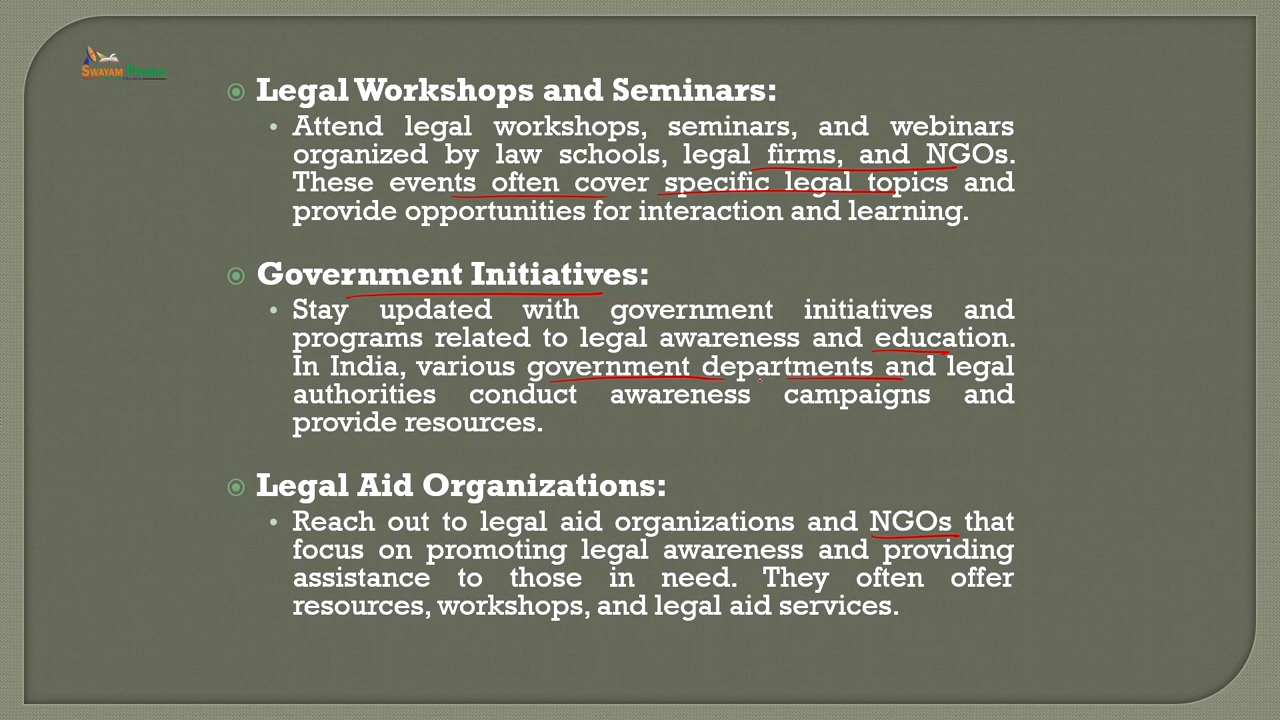 SWAYAM PRABHA
Legal Workshops and Seminars:
Attend legal workshops, seminars, and webinars
organized by law schools, legal firms, and NGOs.
These events often cover specific legal topics and
provide opportunities for interaction and learning.
Government Initiatives:
Stay updated with government initiatives and
programs related to legal awareness and education.
In India, various government departments and legal
authorities conduct awareness campaigns and
provide resources.
Legal Aid Organizations:
Reach out to legal aid organizations and NGOs that
focus on promoting legal awareness and providing
assistance to those in need. They often offer
resources, workshops, and legal aid services.